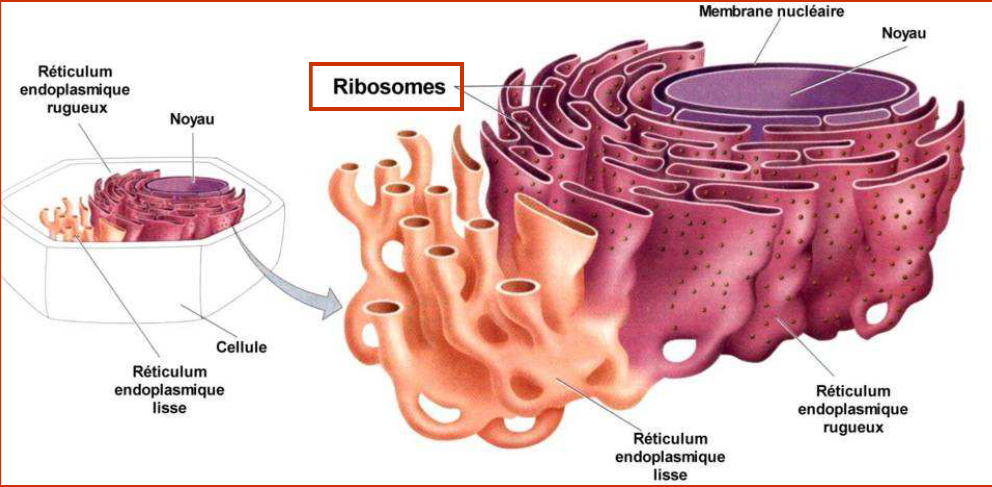 Membrane nucléaire
Noyau
Réticulum
endoplasmique
rugueux
Ribosomes
Noyau
Cellule
Réticulum
endoplasmique
lisse
Réticulum
endoplasmique
rugueux
Réticulum
endoplasmique
lisse